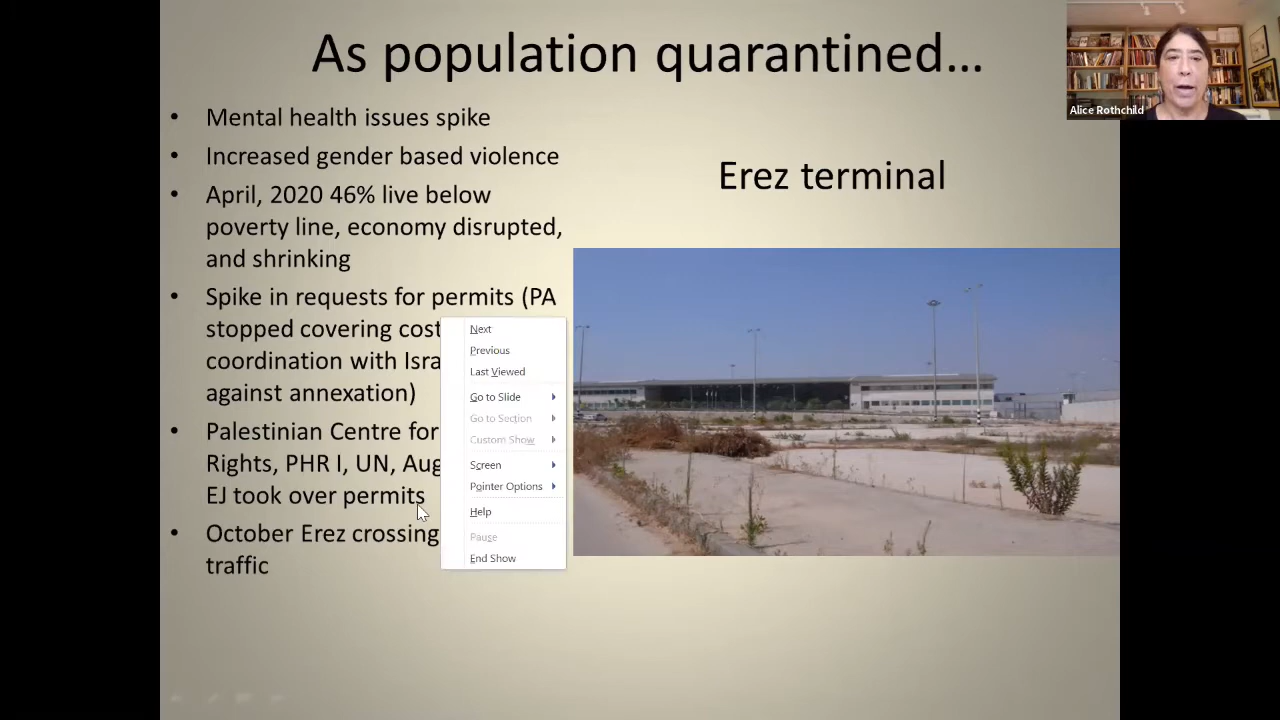 As population quarantined…
Alice Rothchild
• Mental health issues spike
• Increased gender based violence
• April, 2020 46% live below
poverty line, economy disrupted,
and shrinking
• Spike in requests for permits (PA
stopped covering cost
coordination with Isra
against annexation)
• Palestinian Centre for
Rights, PHR I, UN, Aug
EJ took over permits
• October Erez crossing
traffic
Erez terminal
Next
Previous
Last Viewed
Go to Slide
Go to Section
Custom Show
Screen
Pointer Options
Help
Pause
End Show